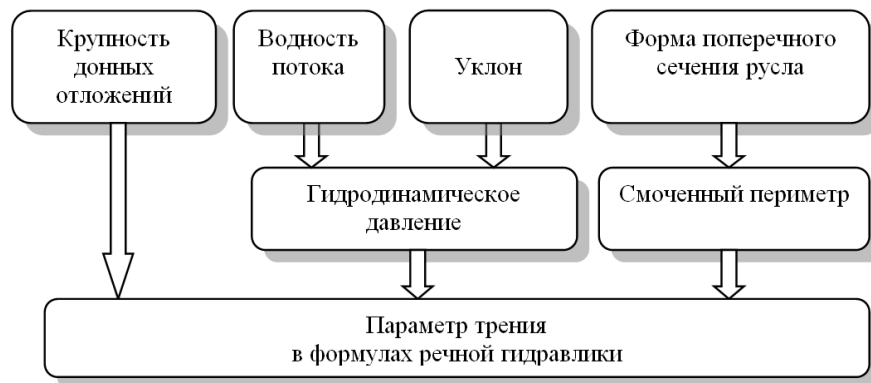 Крупность
донных
отложений
Водность
потока
Уклон
Форма поперечного
сечения русла
Гидродинамическое
давление
Смоченный периметр
Параметр трения
в формулах речной гидравлики